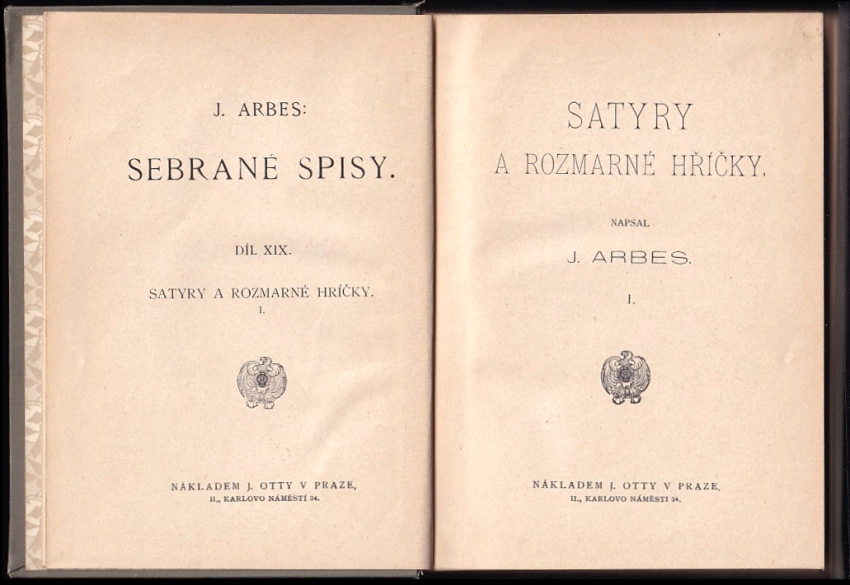 J. ARBES:
SEBRANÉ SPISY.
DÍL XIX.
SATYRY A ROZMARNÉ HRÍČKY.
I.
NÁKLADEM J. OTTY V PRAZE,
II., KARLOVO NÁMĚSTÍ 34.
SATYRY
A ROZMARNÉ HŘÍČKY.
NAPSAL
J. ARBES.
I.
NÁKLADEM J. OTTY V PRAZE,
II., KARLOVO NÁMĚSTÍ 34.